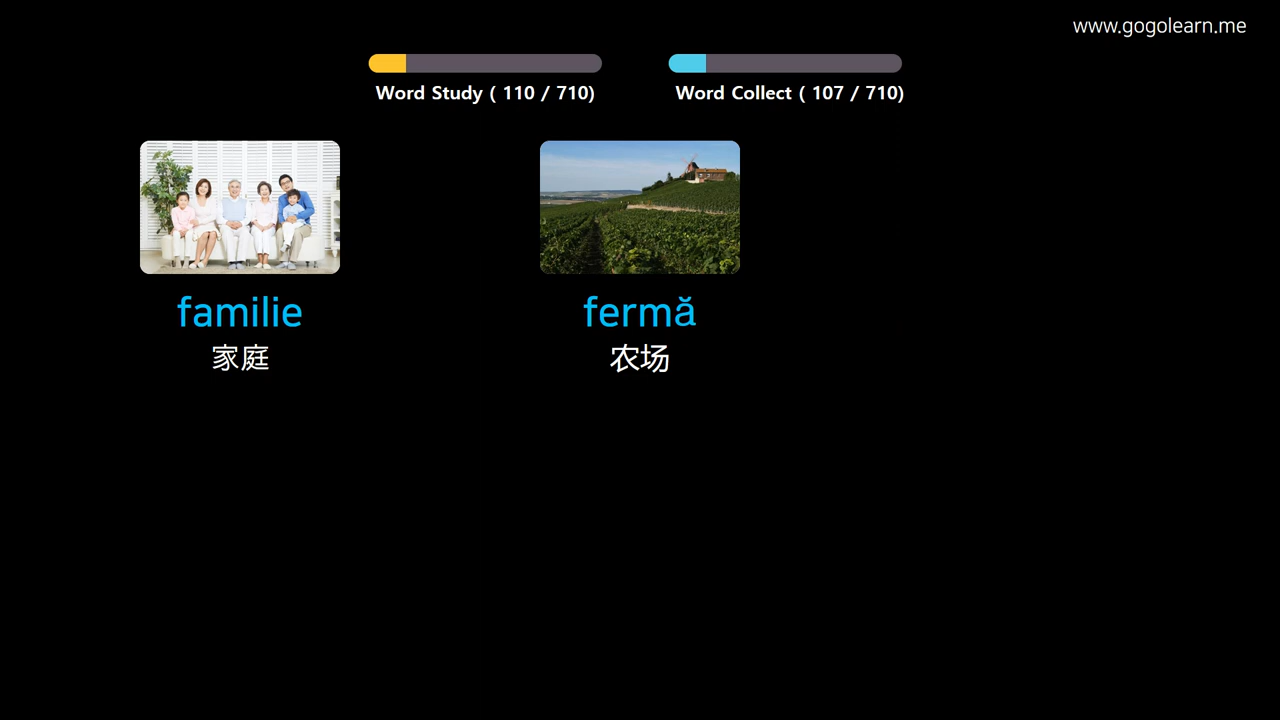 www.gogolearn.me
Word Study ( 110 / 710)
Word Collect ( 107 / 710)
familie
家庭
fermă
农场